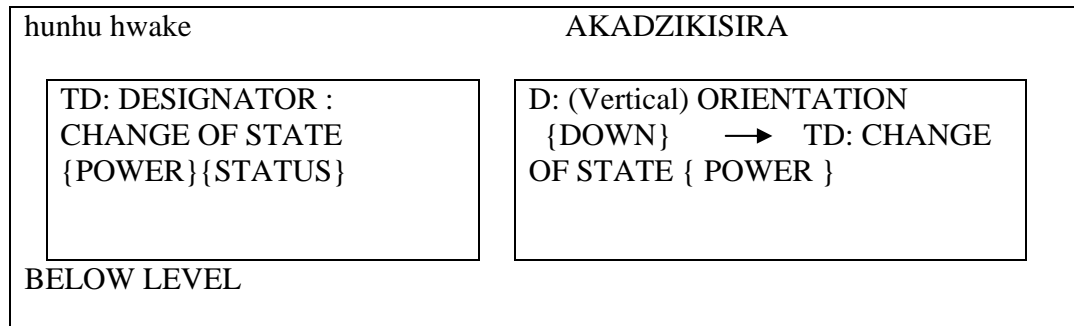 hunhu hwake AKADZIKISIRA
TD: DESIGNATOR :
CHANGE OF STATE
{POWER}{STATUS}
D: (Vertical) ORIENTATION
{DOWN} → TD: CHANGE
OF STATE { POWER }
BELOW LEVEL